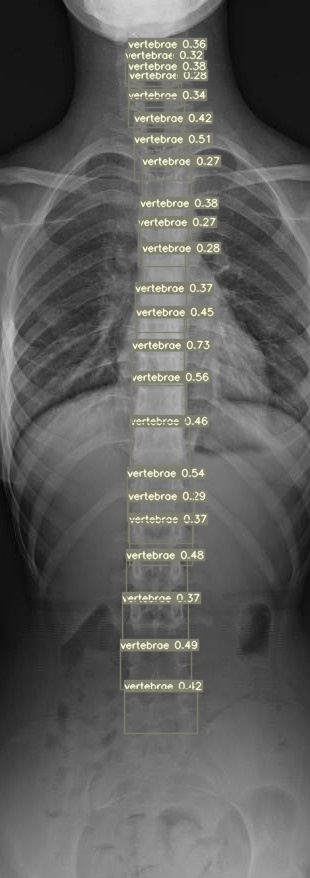 vertebrae 0.36
vertebrae 0.32
vertebrae 0.38
vertebrae 0.28
vertebrae 0.34
vertebrae 0.42
vertebrae 0.51
vertebrae 0.27
vertebrae 0.38
vertebrae 0.27
vertebrae 0.28
vertebrae 0.37
vertebrae 0.45
vertebrae 0.73
vertebrae 0.56
vertebrae 0.46
vertebrae 0.54
vertebrae 0.29
vertebrae 0.37
vertebrae 0.48
vertebrae 0.37
vertebrae 0.49
vertebrae 0.42